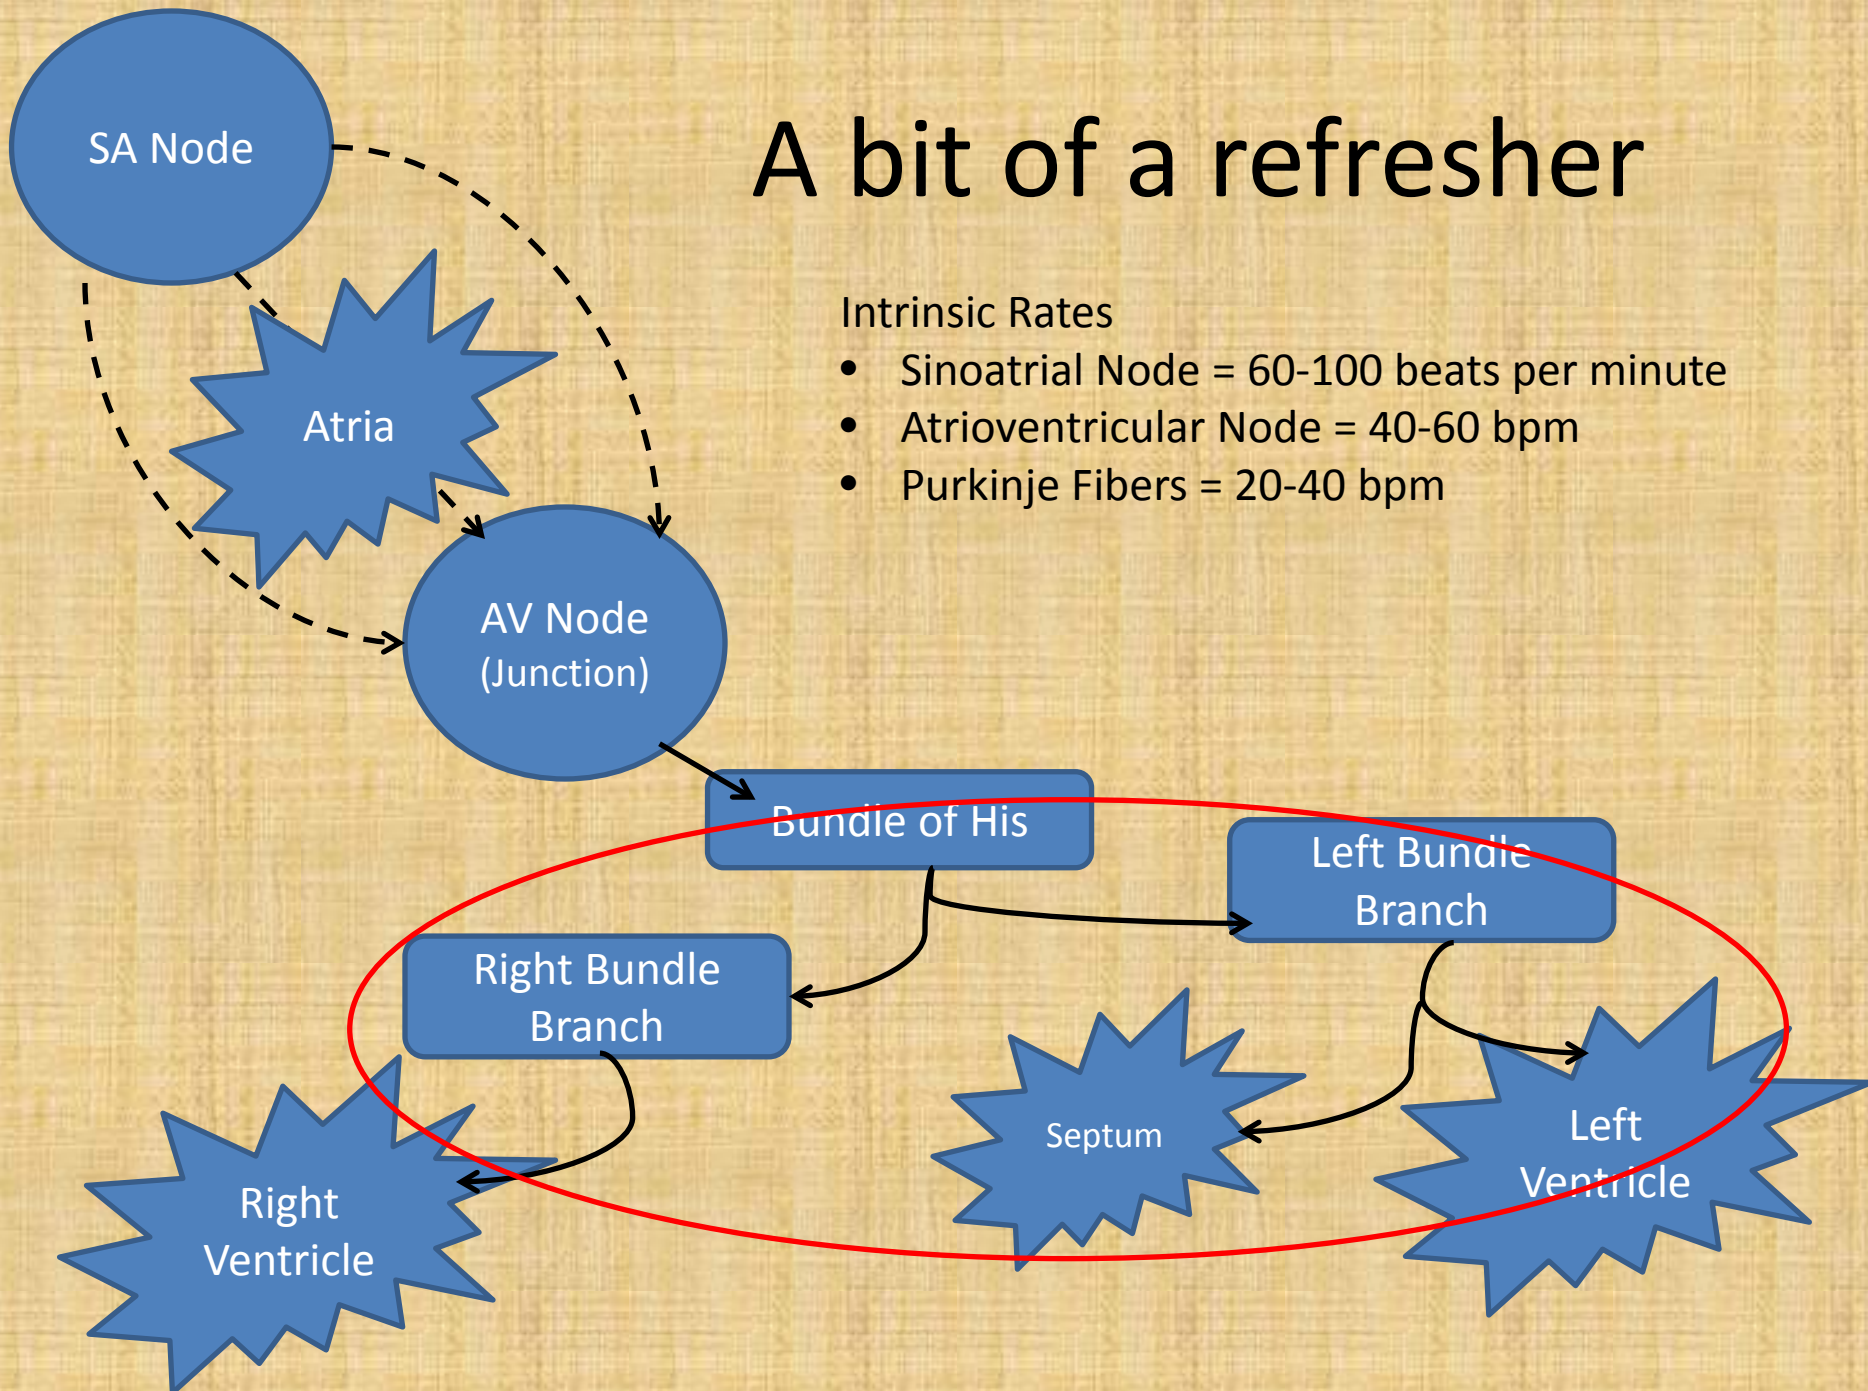 A bit of a refresher
SA Node
Intrinsic Rates
• Sinoatrial Node = 60-100 beats per minute
• Atrioventricular Node = 40-60 bpm
• Purkinje Fibers = 20-40 bpm
Atria
AV Node
(Junction)
Bundle of His
Left Bundle
Branch
Right Bundle
Branch
Septum
Left
Ventricle
Right
Ventricle